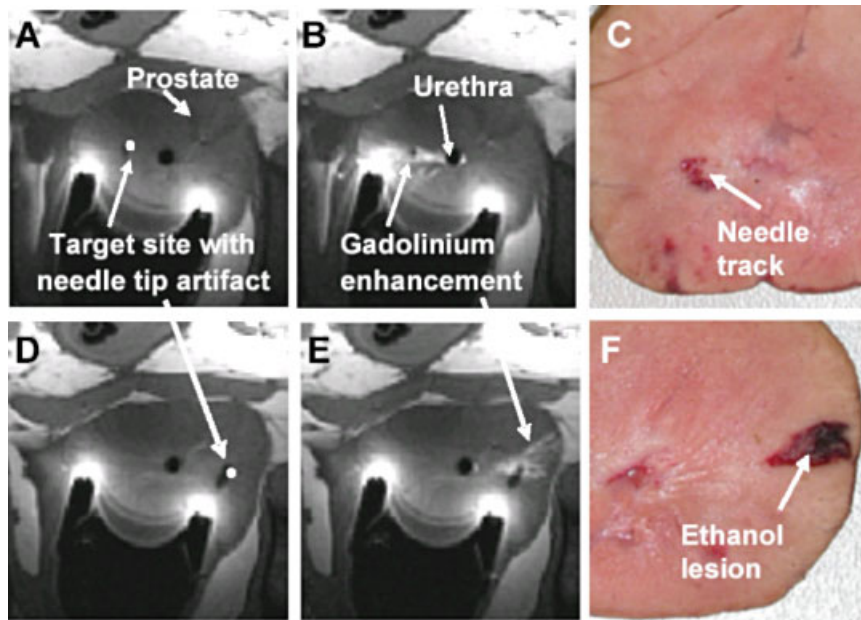 A
Prostate
Target site with
needle tip artifact
B
Urethra
Gadolinium
enhancement
C
Needle
track
D
E
F
Ethanol
lesion